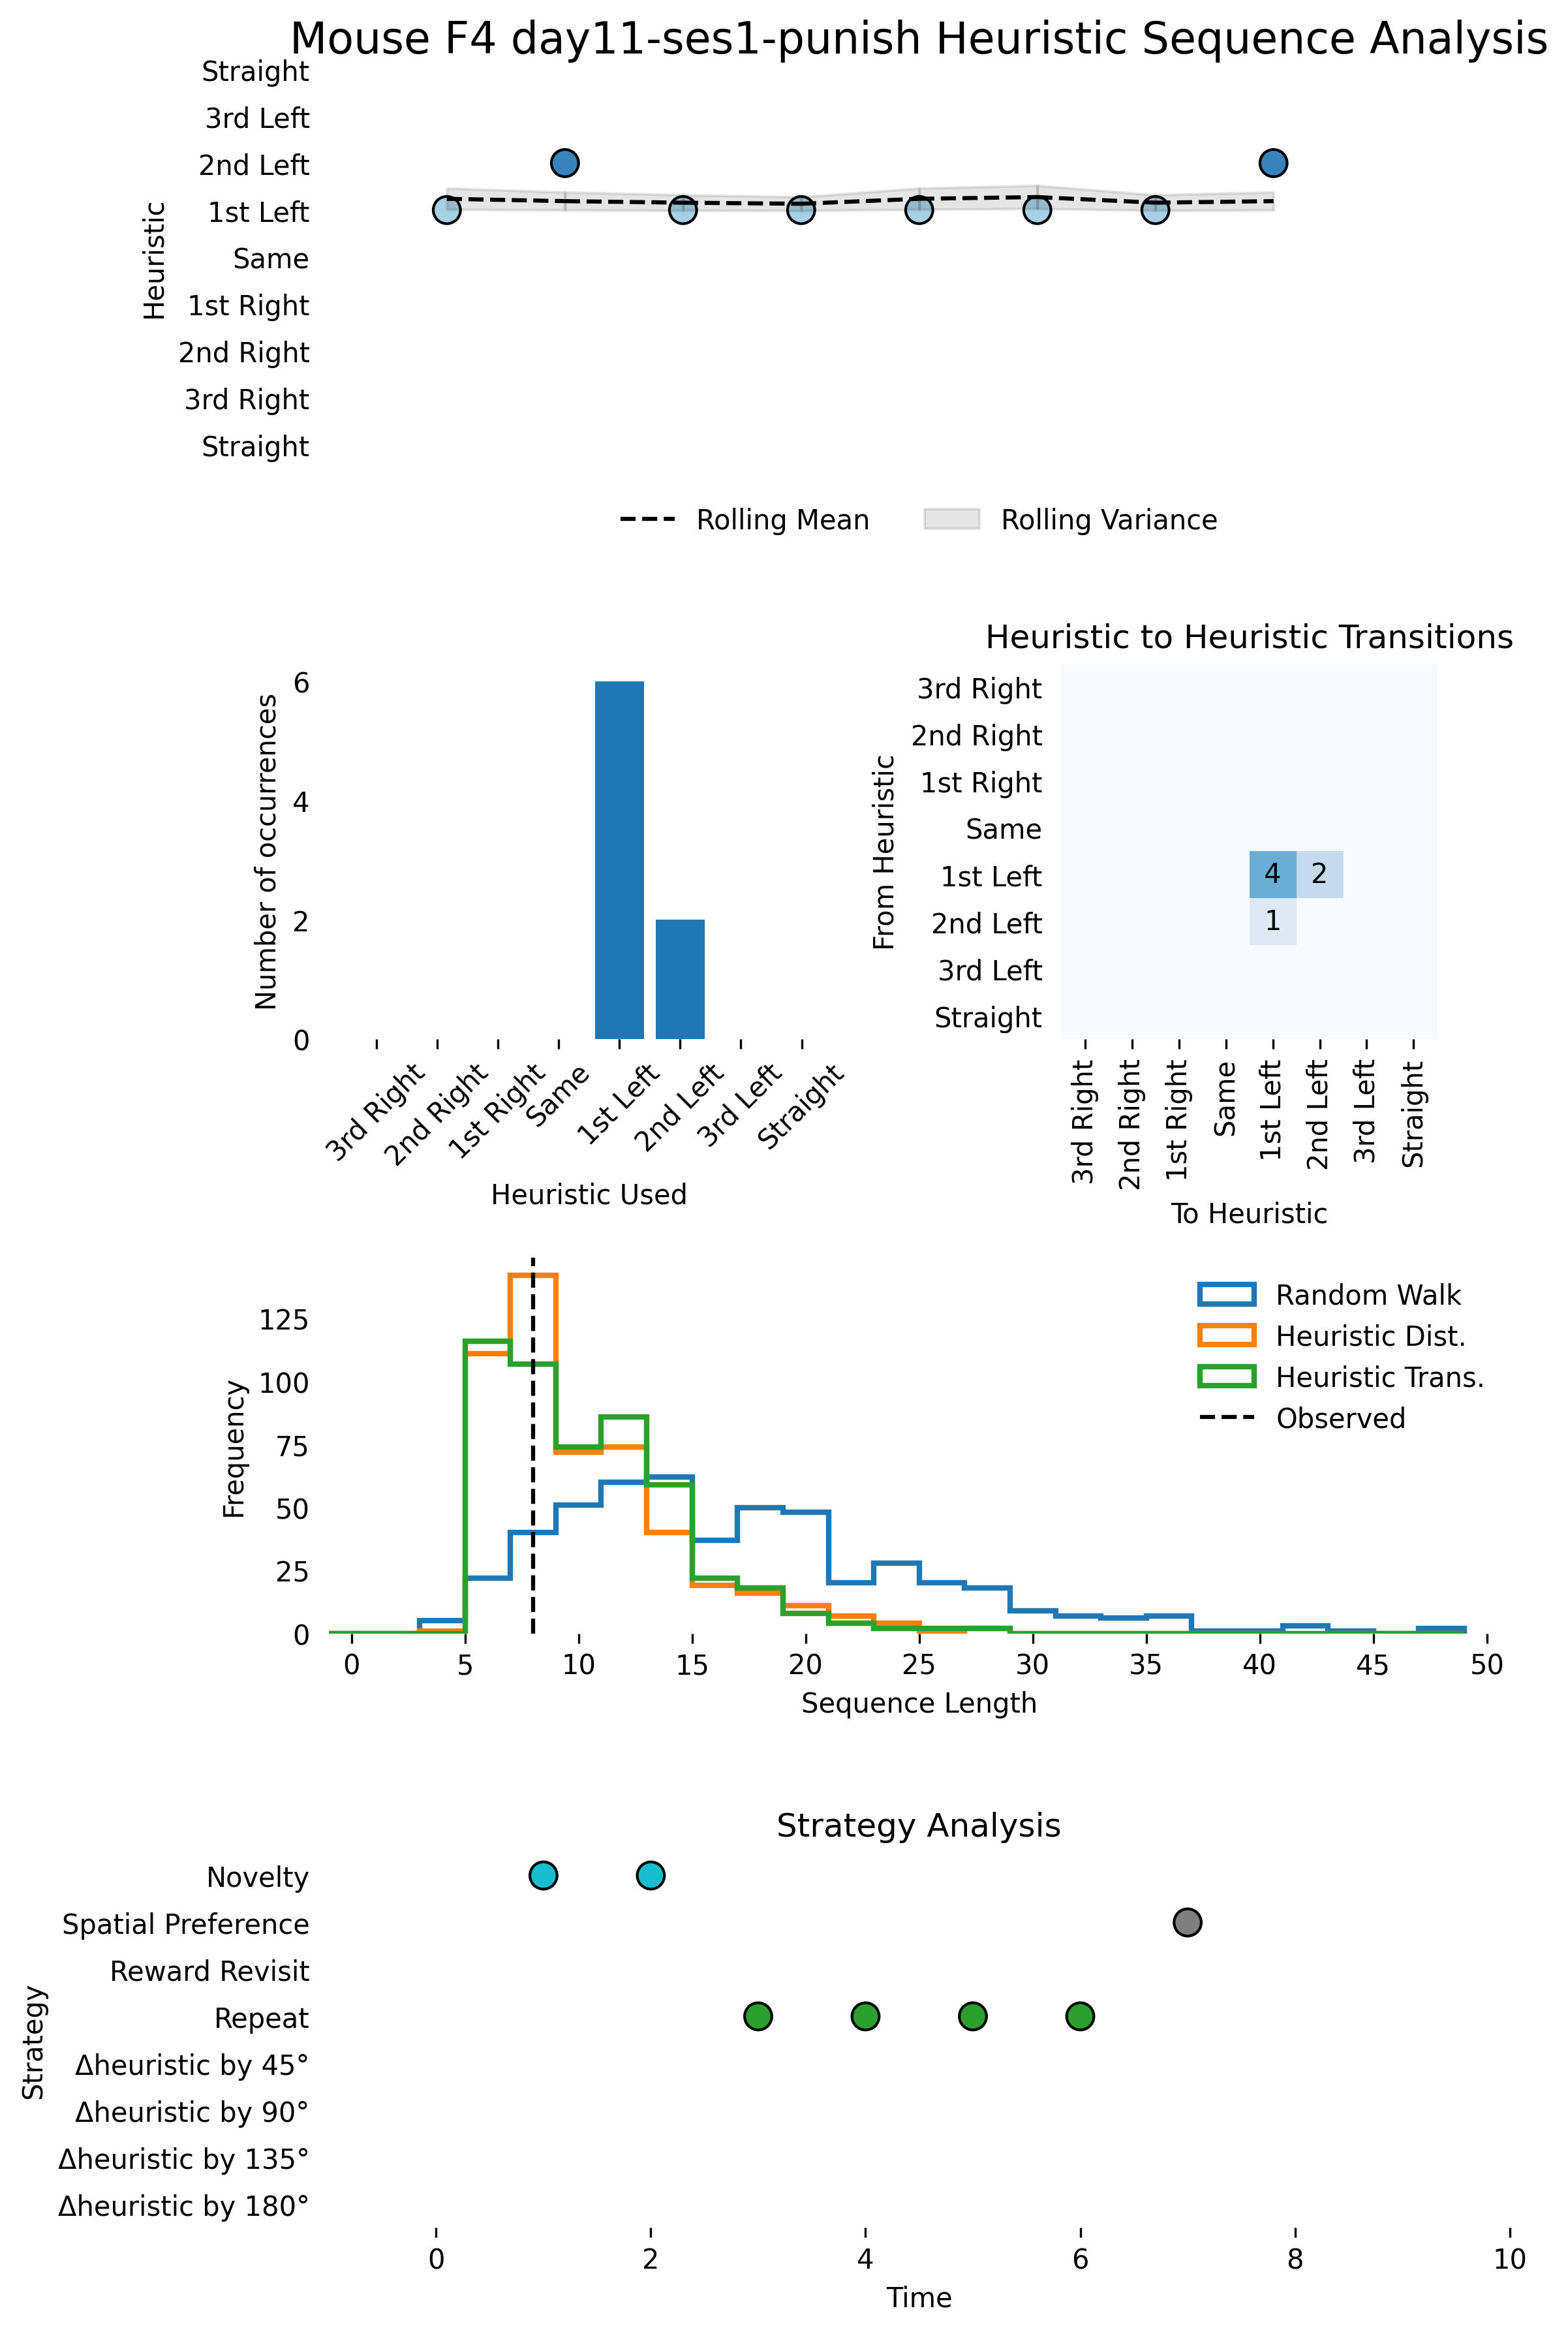 Mouse F4 day11-ses1-punish Heuristic Sequence Analysis
Heuristic
Straight
3rd Left
2nd Left
1st Left
Same
1st Right
2nd Right
3rd Right
Straight
Rolling Mean
Rolling Variance
Number of occurrences
6
4
2
0
3rd Right
2nd Right
1st Right
Same
1st Left
2nd Left
3rd Left
Straight
Heuristic Used
Heuristic to Heuristic Transitions
From Heuristic
3rd Right
2nd Right
1st Right
Same
1st Left
2nd Left
3rd Left
Straight
4 2
1
3rd Right
2nd Right
1st Right
Same
1st Left
2nd Left
3rd Left
Straight
To Heuristic
Frequency
125
100
75
50
25
0
0 5 10 15 20 25 30 35 40 45 50
Sequence Length
Random Walk
Heuristic Dist.
Heuristic Trans.
Observed
Strategy Analysis
Strategy
Novelty
Spatial Preference
Reward Revisit
Repeat
Δheuristic by 45°
Δheuristic by 90°
Δheuristic by 135°
Δheuristic by 180°
0 2 4 6 8 10
Time